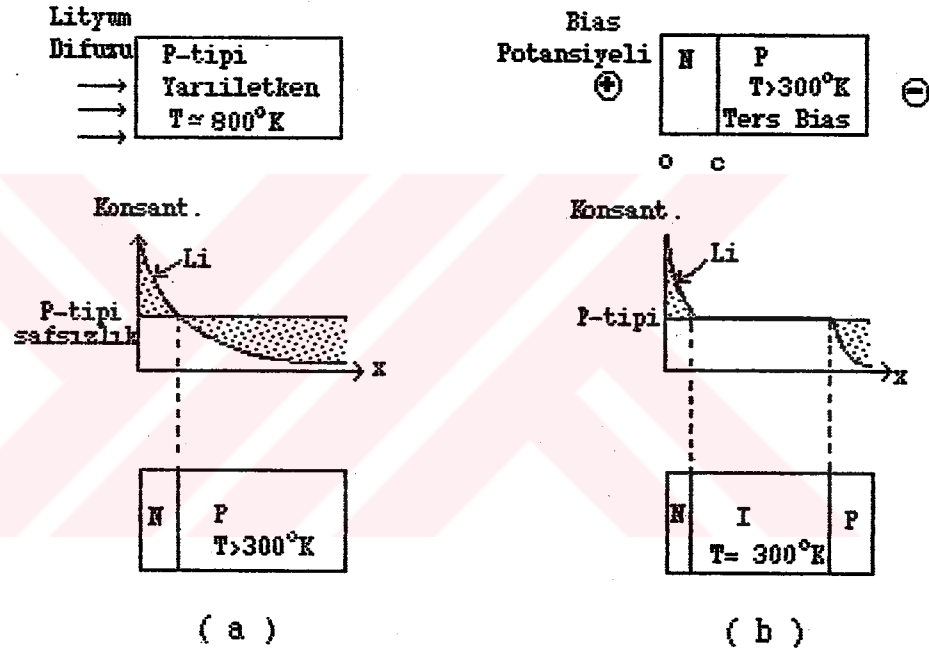 Lityum
Difuzu
P-tipi
Yarıiletken
T≃800°K
Konsant.
Li
P-tipi
safsızlık
x
N
P
T>300°K
( a )
Bias
Potansiyeli
+
N
P
T>300°K
Ters Bias
−
o c
Konsant.
Li
P-tipi
x
N
I
P
T= 300°K
( b )